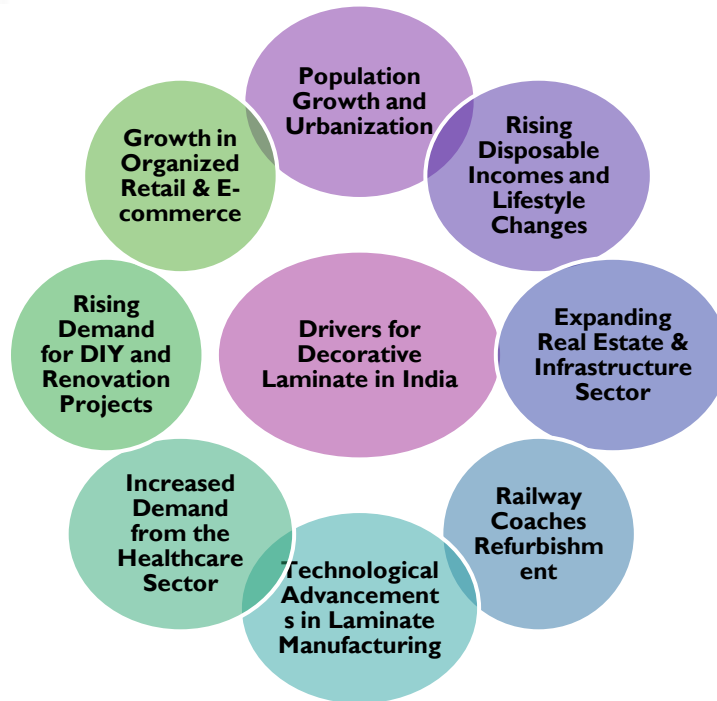 Population
Growth and
Urbanization
Rising
Disposable
Incomes and
Lifestyle
Changes
Expanding
Real Estate &
Infrastructure
Sector
Railway
Coaches
Refurbishm
ent
Technological
Advancement
s in Laminate
Manufacturing
Increased
Demand
from the
Healthcare
Sector
Rising
Demand
for DIY and
Renovation
Projects
Growth in
Organized
Retail & E-
commerce
Drivers for
Decorative
Laminate in India